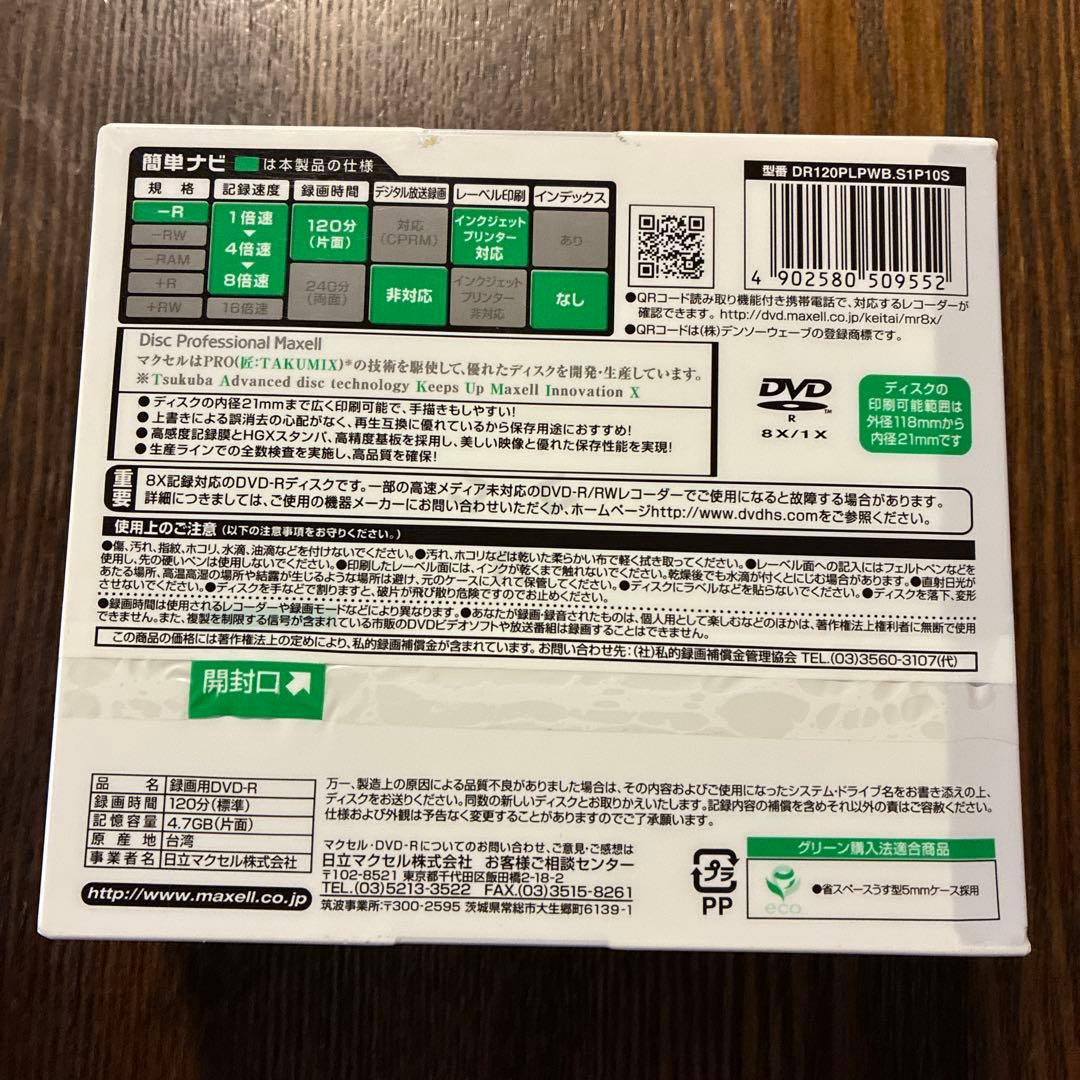 簡単ナビ は本製品の仕様
規格 記録速度 録画時間 デジタル放送録画 レーベル印刷 インデックス
-R
-RW
-RAM
+R
+RW
1倍速
4倍速
8倍速
16倍速
120分
(片面)
240分
(両面)
対応
(CPRM)
非対応
インクジェット
プリンター
対応
インクジェット
プリンター
非対応
あり
なし
型番 DR120PLPWB.S1P10S
4 902580 509552
●QRコード読み取り機能付き携帯電話で、対応するレコーダーが
確認できます。http://dvd.maxell.co.jp/keitai/mr8x/
●QRコードは(株)デンソーウェーブの登録商標です。
Disc Professional Maxell
マクセルはPRO(匠:TAKUMIX)※の技術を駆使して、優れたディスクを開発・生産しています。
※Tsukuba Advanced disc technology Keeps Up Maxell Innovation X
●ディスクの内径21mmまで広く印刷可能で、手描きもしやすい!
●上書きによる誤消去の心配がなく、再生互換に優れているから保存用途におすすめ!
●高感度記録膜とHGXスタンパ、高精度基板を採用し、美しい映像と優れた保存性能を実現!
●生産ラインでの全数検査を実施し、高品質を確保!
DVD
R
8X/1X
ディスクの
印刷可能範囲は
外径118mmから
内径21mmです
重要
8X記録対応のDVD-Rディスクです。一部の高速メディア未対応のDVD-R/RWレコーダーでご使用になると故障する場合があります。
詳細につきましては、ご使用の機器メーカーにお問い合わせいただくか、ホームページhttp://www.dvdhs.comをご参照ください。
使用上のご注意(以下の注意事項をお守りください。)
●傷、汚れ、指紋、ホコリ、水滴、油滴などを付けないでください。●汚れ、ホコリなどは乾いた柔らかい布で軽く拭き取ってください。●レーベル面への記入にはフェルトペンなどを
使用し、先の硬いペンは使用しないでください。●印刷したレーベル面には、インクが乾くまで触れないでください。乾燥後でも水滴が付くとにじむ場合があります。●直射日光が
あたる場所、高温高湿の場所や結露が生じるような場所は避け、元のケースに入れて保管してください。●ディスクにラベルなどを貼らないでください。●ディスクを落下、変形
させないでください。●ディスクを手などで割りますと、破片が飛び散り危険ですのでお止めください。
●録画時間は使用されるレコーダーや録画モードなどにより異なります。●あなたが録画・録音されたものは、個人用として楽しむなどのほかは、著作権法上権利者に無断で使用
できません。また、複製を制限する信号が含まれている市販のDVDビデオソフトや放送番組は録画することはできません。
この商品の価格には著作権法上の定めにより、私的録画補償金が含まれています。お問い合わせ先:(社)私的録画補償金管理協会 TEL.(03)3560-3107(代)
開封口
品名 録画用DVD-R
録画時間 120分(標準)
記憶容量 4.7GB(片面)
原産地 台湾
事業者名 日立マクセル株式会社
http://www.maxell.co.jp
万一、製造上の原因による品質不良がありました場合は、その内容およびご使用になったシステム・ドライブ名をお書き添えの上、
ディスクをお送りください。同数の新しいディスクとお取りかえいたします。記録内容の補償を含めそれ以外の責はご容赦ください。
仕様および外観は予告なく変更することがありますのでご了承願います。
マクセル・DVD-Rについてのお問い合わせ、ご意見・ご感想は
日立マクセル株式会社 お客様ご相談センター
〒102-8521 東京都千代田区飯田橋2-18-2
TEL.(03)5213-3522 FAX.(03)3515-8261
筑波事業所:〒300-2595 茨城県常総市大生郷町6139-1
プラ
PP
グリーン購入法適合商品
eco
●省スペースうす型5mmケース採用